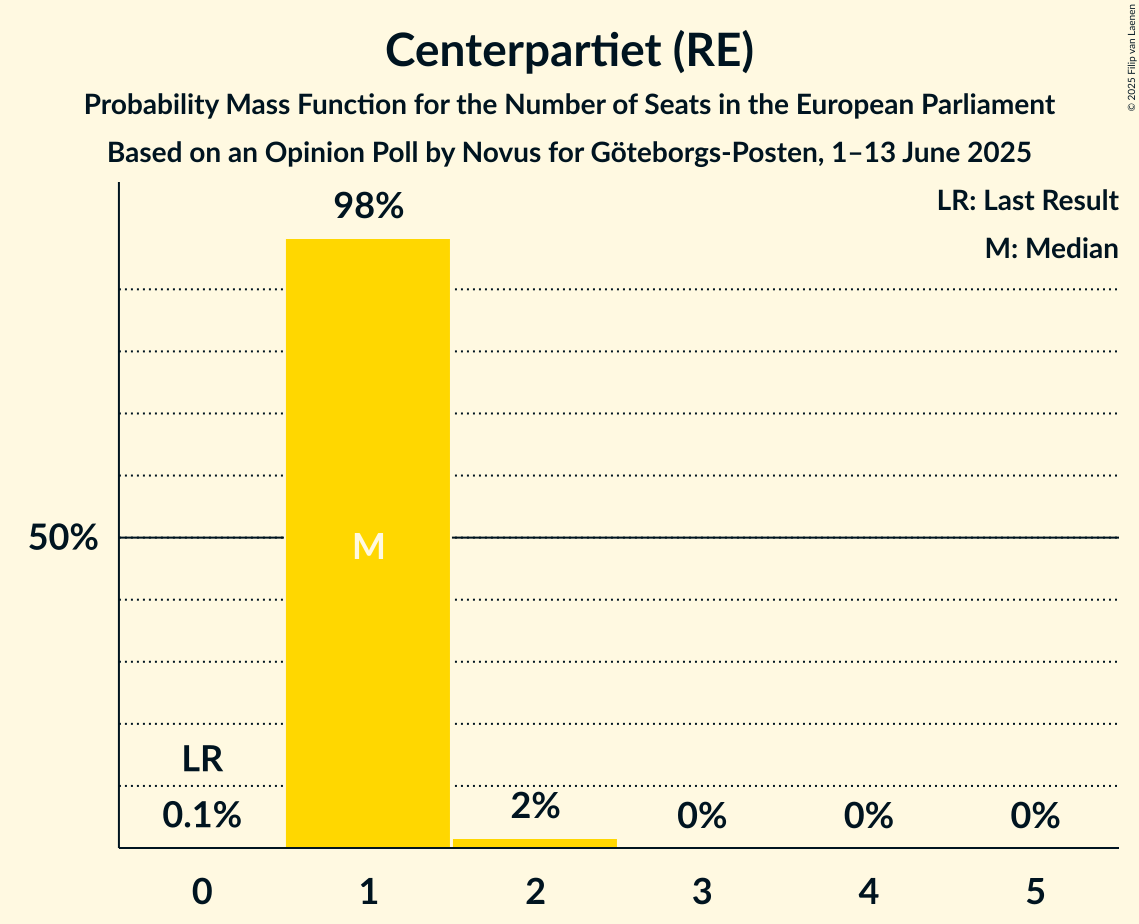 Centerpartiet (RE)
Probability Mass Function for the Number of Seats in the European Parliament
Based on an Opinion Poll by Novus for Göteborgs-Posten, 1–13 June 2025
© 2025 Filip van Laenen
LR: Last Result
M: Median
98%
50%
M
LR
0.1%
2%
0%
0%
0%
0
1
2
3
4
5